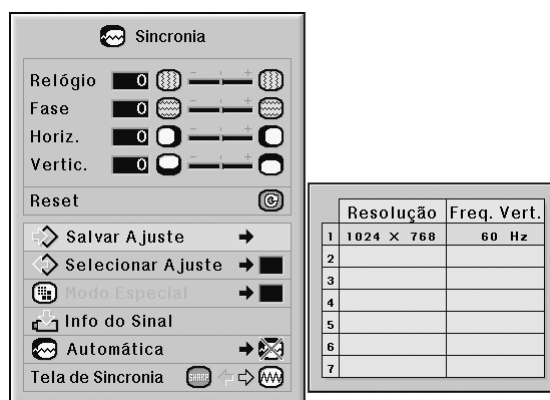 Sincronia
Relógio 0 - +
Fase 0 - +
Horiz. 0 - +
Vertic. 0 - +
Reset
Salvar Ajuste
Selecionar Ajuste
Modo Especial
Info do Sinal
Automática
Tela de Sincronia SHARP
Resolução Freq. Vert.
1 1024 × 768 60 Hz
2
3
4
5
6
7